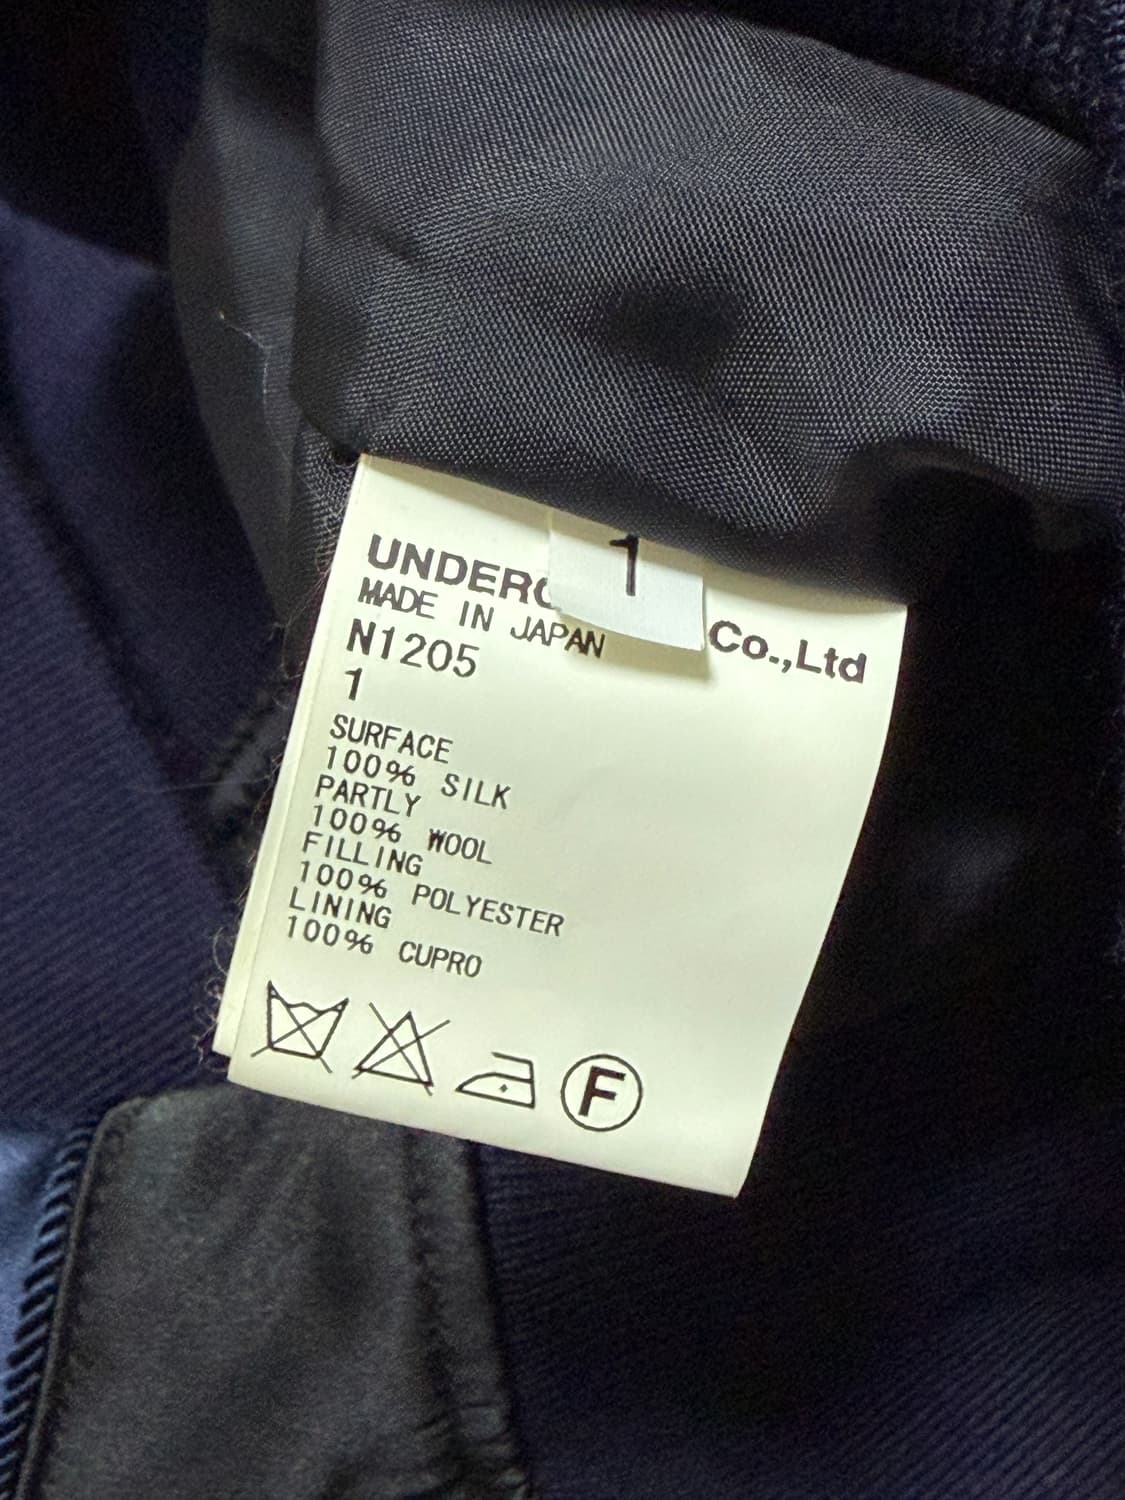 1
UNDERC Co.,Ltd
MADE IN JAPAN
N1205
1
SURFACE
100% SILK
PARTLY
100% WOOL
FILLING
100% POLYESTER
LINING
100% CUPRO
F